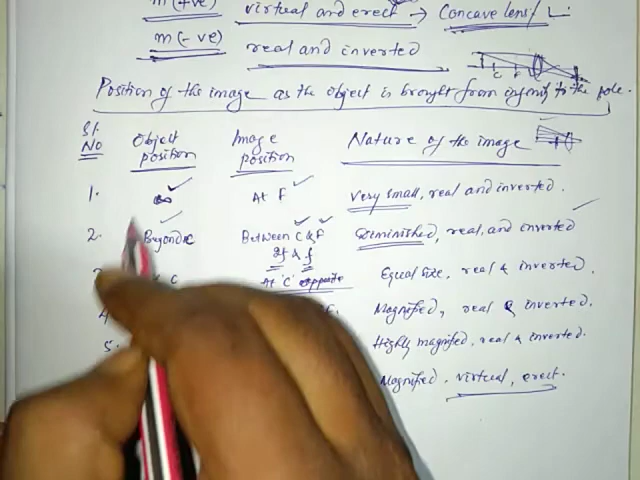 m(+ve) virtual and erect → Concave lens/
m(-ve) real and inverted
C F
Position of the image as the object is brought from infinity to the pole.
Sl. No Object position Image position Nature of the image
1. ∞ At F Very small, real and inverted.
2. Beyond C Between C & F Diminished, real, and inverted
2f & f
C At 'C' opposite Equal size, real & inverted.
Magnified, real & inverted.
5. Highly magnified, real & inverted.
Magnified, virtual, erect.